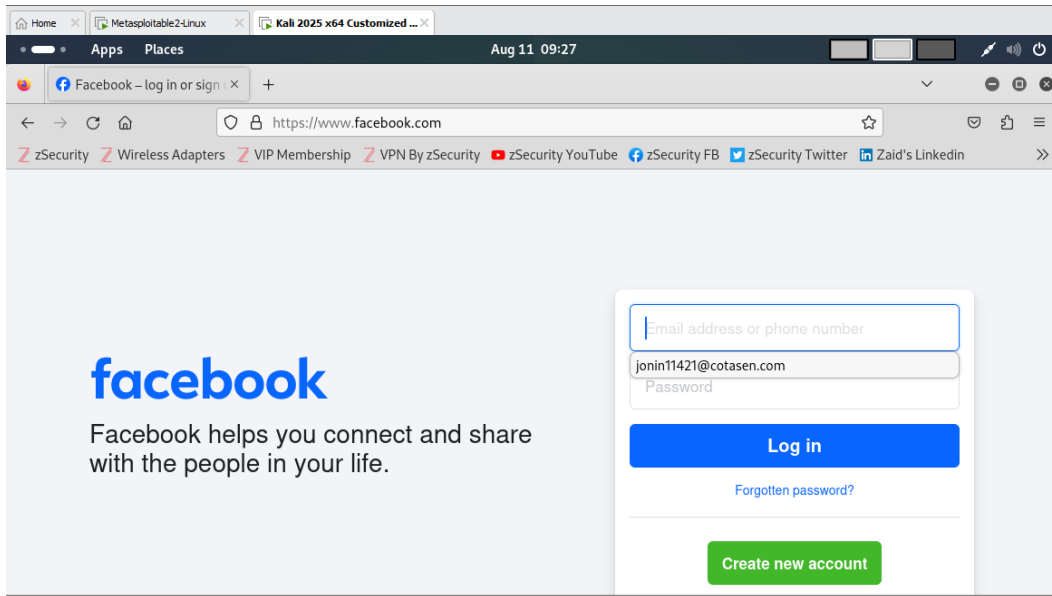 Home Metasploitable2-Linux Kali 2025 x64 Customized ...
Apps Places Aug 11 09:27
Facebook – log in or sign
https://www.facebook.com
zSecurity Wireless Adapters VIP Membership VPN By zSecurity zSecurity YouTube zSecurity FB zSecurity Twitter Zaid's Linkedin
Email address or phone number
jonin11421@cotasen.com
Password
facebook
Facebook helps you connect and share
with the people in your life.
Log in
Forgotten password?
Create new account